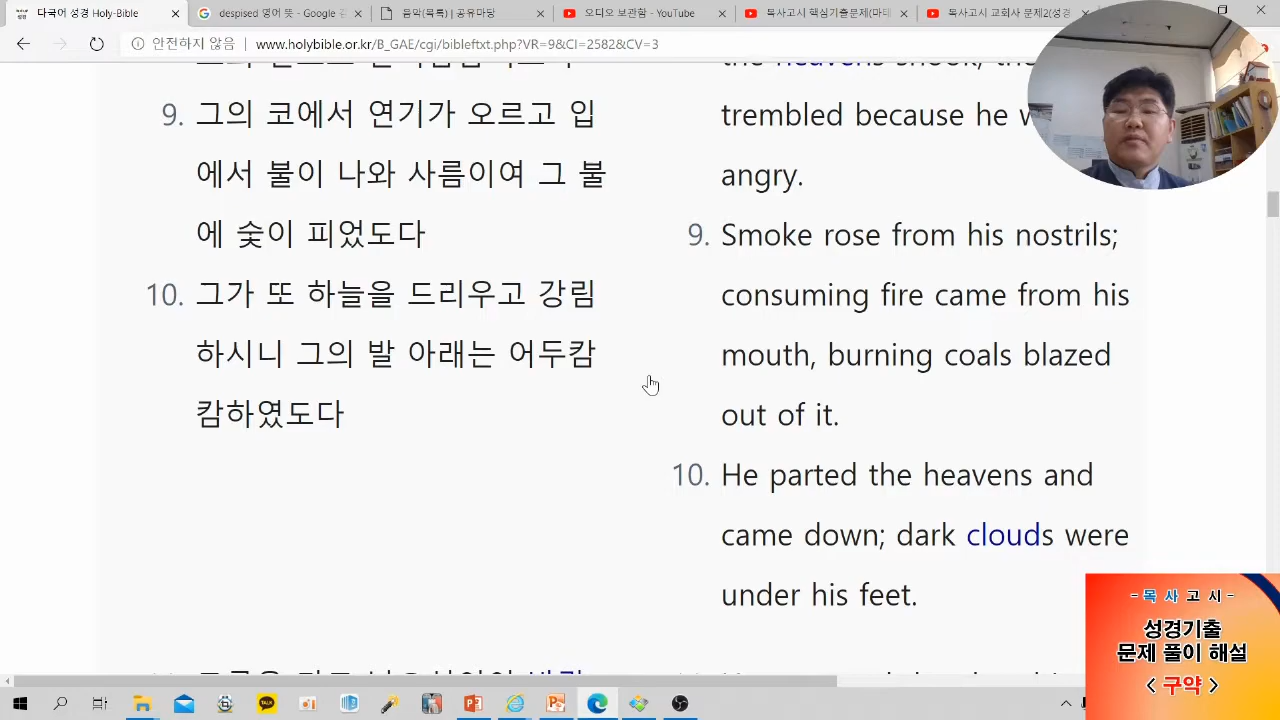 다국어 성경 Holy-Bible
despised 영어 뜻 - Google 검
음악(목록) | 공유마당
오디오 보관함 - YouTube
목사고시 핵심기출문제(마태
목사고시 교회사 문제2(성경
안전하지 않음
www.holybible.or.kr/B_GAE/cgi/bibleftxt.php?VR=9&CI=2582&CV=3
9. 그의 코에서 연기가 오르고 입
에서 불이 나와 사름이여 그 불
에 숯이 피었도다
10. 그가 또 하늘을 드리우고 강림
하시니 그의 발 아래는 어두캄
캄하였도다
the heavens shook, the
trembled because he w
angry.
9. Smoke rose from his nostrils;
consuming fire came from his
mouth, burning coals blazed
out of it.
10. He parted the heavens and
came down; dark clouds were
under his feet.
- 목 사 고 시 -
성경기출
문제 풀이 해설
< 구약 >
TALK